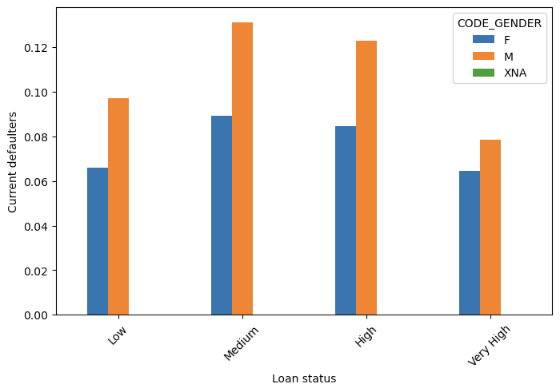 CODE_GENDER
F
M
XNA
Current defaulters
0.12
0.10
0.08
0.06
0.04
0.02
0.00
Low
Medium
High
Very High
Loan status